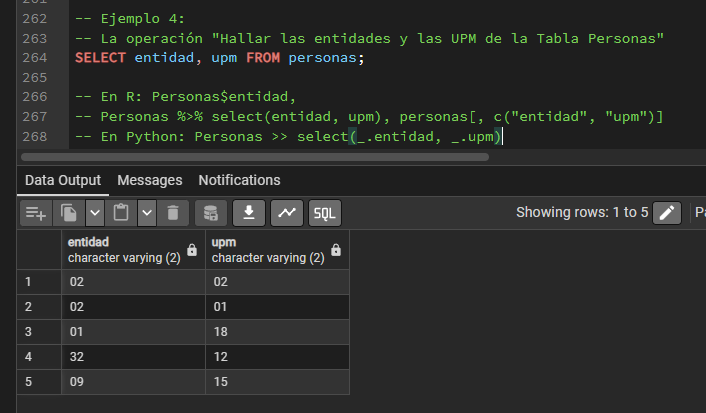 262 -- Ejemplo 4:
263 -- La operación "Hallar las entidades y las UPM de la Tabla Personas"
264 SELECT entidad, upm FROM personas;
265
266 -- En R: Personas$entidad,
267 -- Personas %>% select(entidad, upm), personas[, c("entidad", "upm")]
268 -- En Python: Personas >> select(_.entidad, _.upm)
Data Output Messages Notifications
SQL Showing rows: 1 to 5
entidad upm
character varying (2) character varying (2)
1 02 02
2 02 01
3 01 18
4 32 12
5 09 15